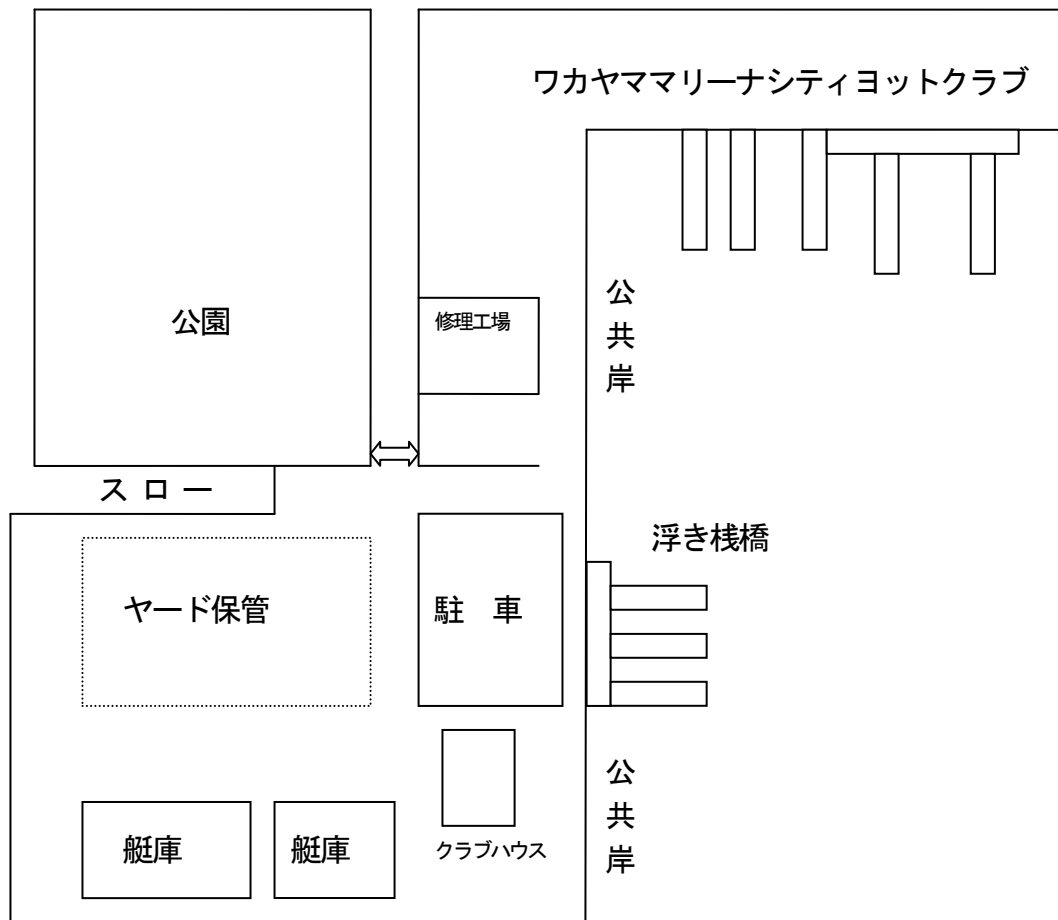 ワカヤママリーナシティヨットクラブ
公園
修理工場
公共岸
スロー
浮き桟橋
ヤード保管
駐 車
公共岸
艇庫
艇庫
クラブハウス